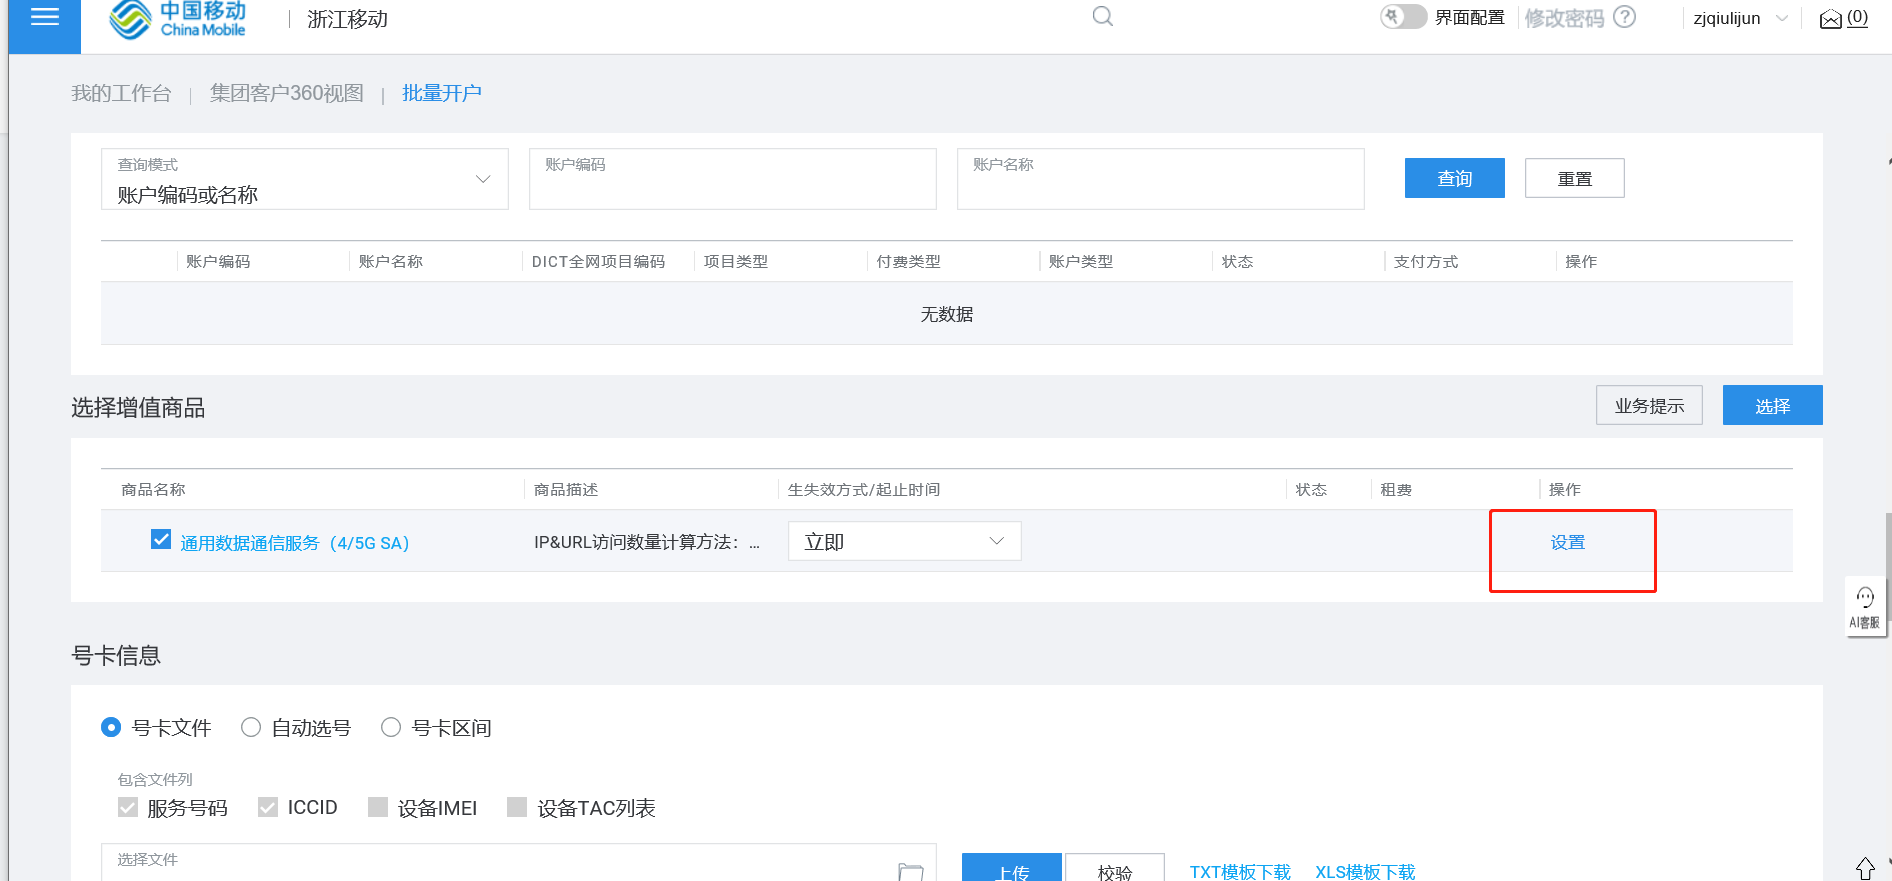 中国移动 浙江移动 界面配置 修改密码 ? zjqiulijun (0)
China Mobile
我的工作台 | 集团客户360视图 | 批量开户
查询模式 账户编码 账户名称
账户编码或名称 查询 重置
账户编码 账户名称 DICT全网项目编码 项目类型 付费类型 账户类型 状态 支付方式 操作
无数据
选择增值商品 业务提示 选择
商品名称 商品描述 生失效方式/起止时间 状态 租费 操作
通用数据通信服务（4/5G SA） IP&URL访问数量计算方法：... 立即 设置
AI客服
号卡信息
号卡文件 自动选号 号卡区间
包含文件列
服务号码 ICCID 设备IMEI 设备TAC列表
选择文件 上传 校验 TXT模板下载 XLS模板下载